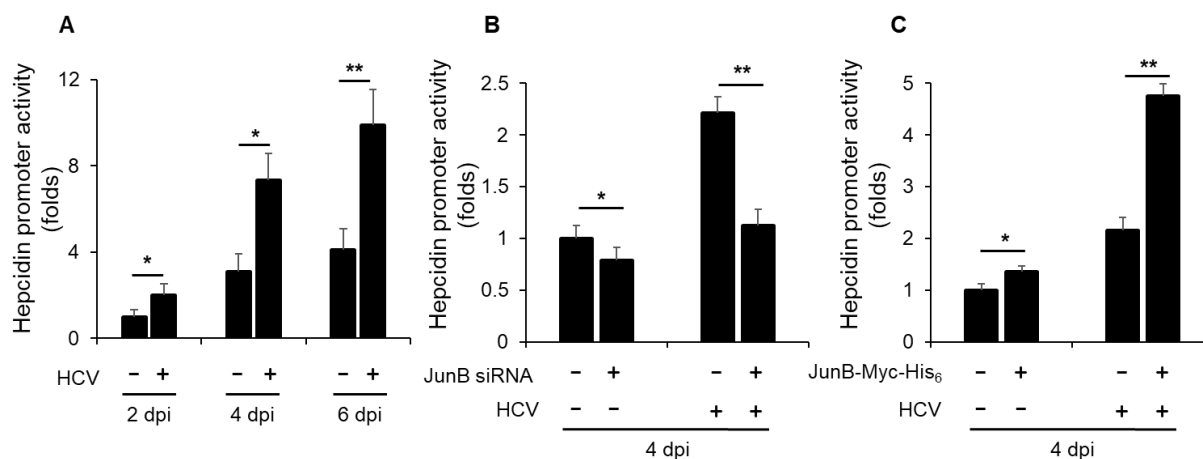 A
Hepcidin promoter activity
(folds)
12
8
4
0
*
*
**
HCV − + − + − +
2 dpi 4 dpi 6 dpi
B
Hepcidin promoter activity
(folds)
2.5
2
1.5
1
0.5
0
*
**
JunB siRNA − + − +
HCV − − + +
4 dpi
C
Hepcidin promoter activity
(folds)
5
4
3
2
1
0
*
**
JunB-Myc-His₆ − + − +
HCV − − + +
4 dpi